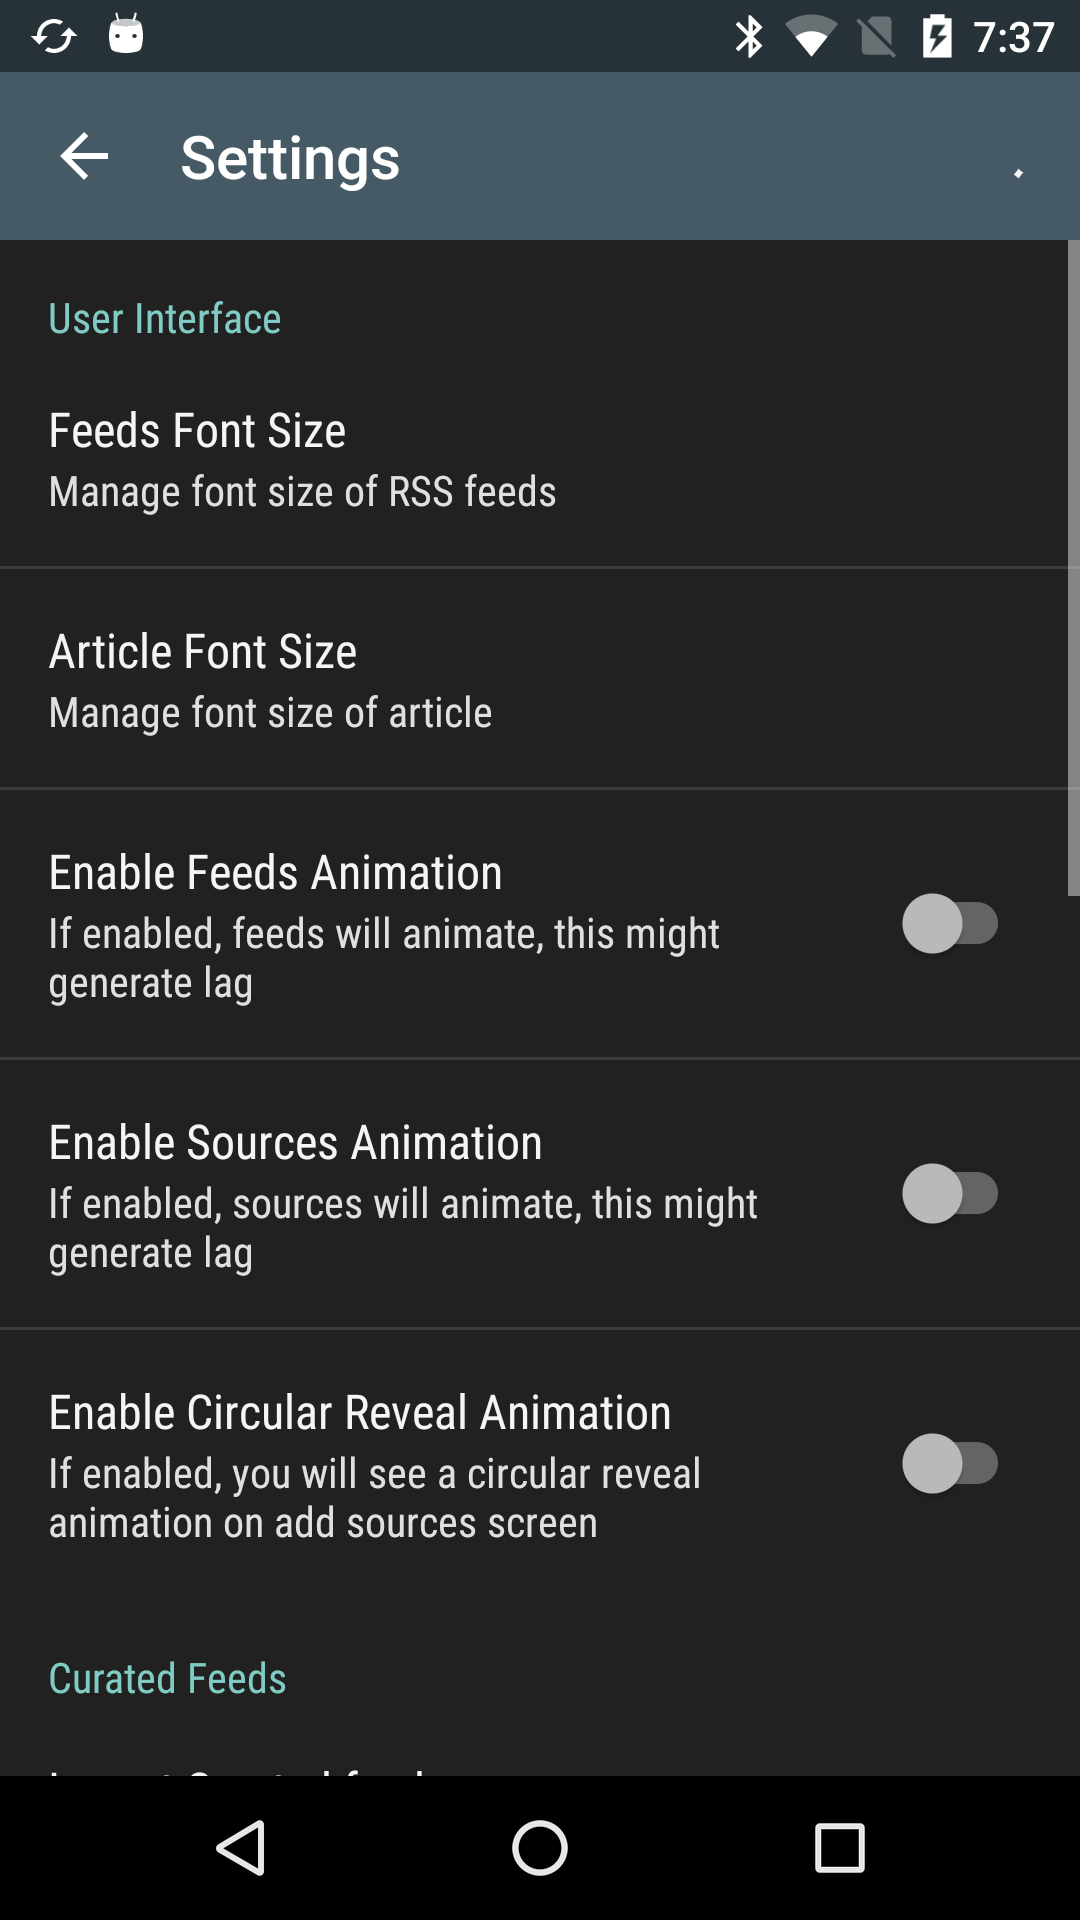 7:37
Settings
User Interface
Feeds Font Size
Manage font size of RSS feeds
Article Font Size
Manage font size of article
Enable Feeds Animation
If enabled, feeds will animate, this might
generate lag
Enable Sources Animation
If enabled, sources will animate, this might
generate lag
Enable Circular Reveal Animation
If enabled, you will see a circular reveal
animation on add sources screen
Curated Feeds